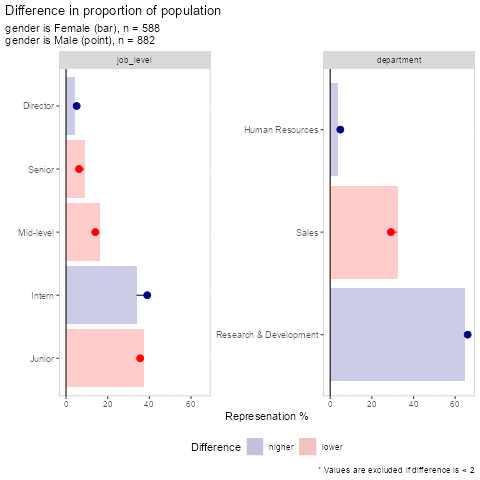 Difference in proportion of population
gender is Female (bar), n = 588
gender is Male (point), n = 882
job_level
department
Director
Senior
Mid-level
Intern
Junior
Human Resources
Sales
Research & Development
0 20 40 60
0 20 40 60
Represenation %
Difference higher lower
* Values are excluded if difference is < 2